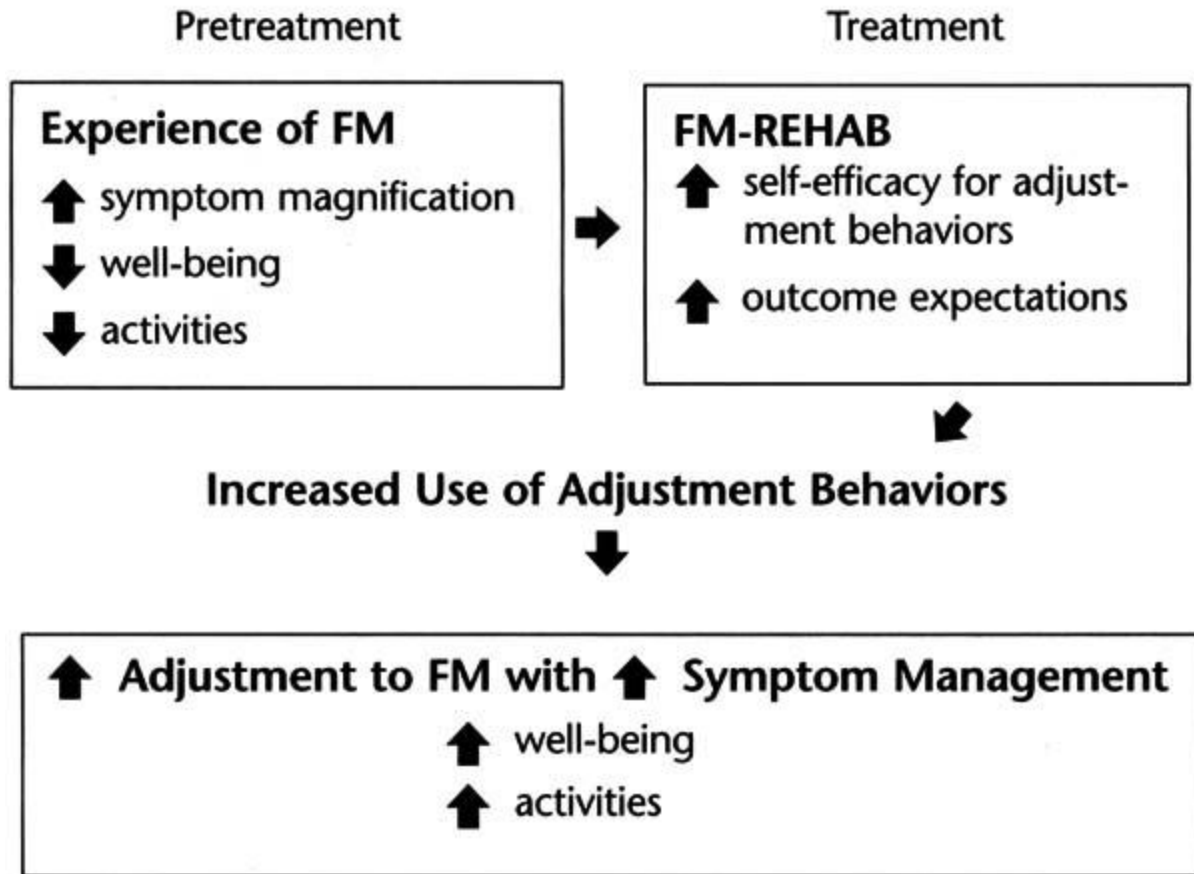 Pretreatment
Treatment
Experience of FM
symptom magnification
well-being
activities
FM-REHAB
self-efficacy for adjust-
ment behaviors
outcome expectations
Increased Use of Adjustment Behaviors
Adjustment to FM with Symptom Management
well-being
activities